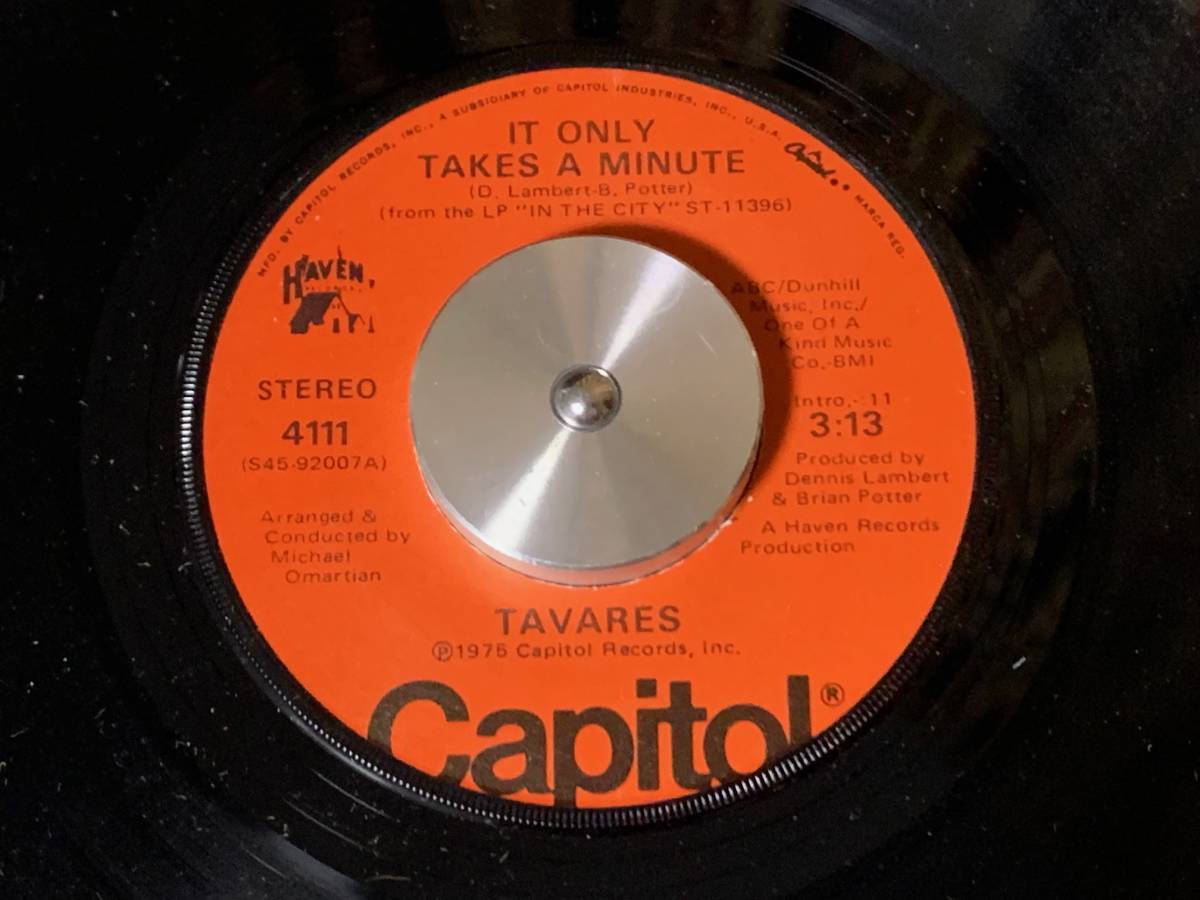 MFD. BY CAPITOL RECORDS, INC., A SUBSIDIARY OF CAPITOL INDUSTRIES, INC., U.S.A. Capitol • MARCA REG.
IT ONLY
TAKES A MINUTE
(D. Lambert-B. Potter)
(from the LP "IN THE CITY" ST-11396)
HAVEN
RECORDS
STEREO
4111
(S45-92007A)
Arranged &
Conducted by
Michael
Omartian
ABC/Dunhill
Music, Inc./
One Of A
Kind Music
Co.-BMI
Intro.-:11
3:13
Produced by
Dennis Lambert
& Brian Potter
A Haven Records
Production
TAVARES
℗1975 Capitol Records, Inc.
Capitol®